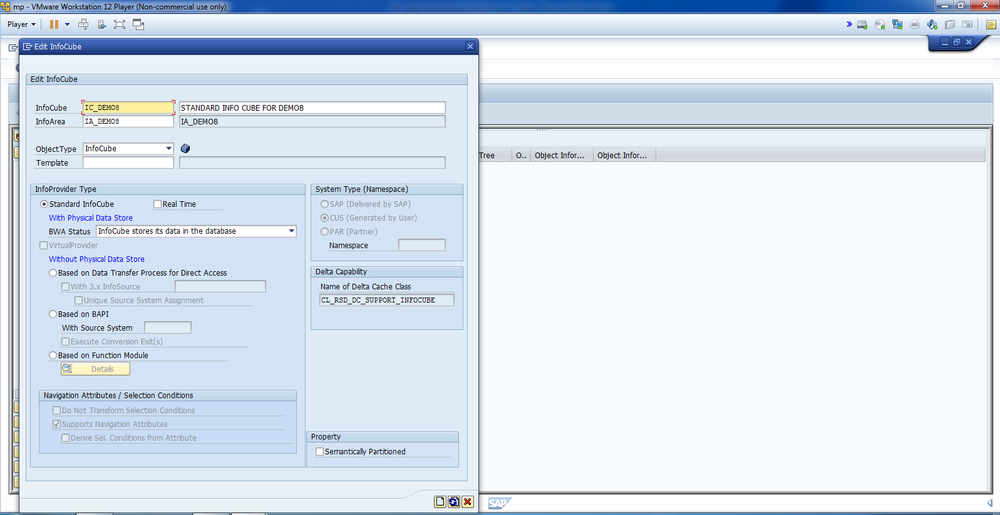 mp - VMware Workstation 12 Player (Non-commercial use only)
Player
Edit InfoCube
Edit InfoCube
InfoCube IC_DEMO8 STANDARD INFO CUBE FOR DEMO8
InfoArea IA_DEMO8 IA_DEMO8
ObjectType InfoCube
Template
Tree O.. Object Infor... Object Infor...
InfoProvider Type
Standard InfoCube Real Time
With Physical Data Store
BWA Status InfoCube stores its data in the database
VirtualProvider
Without Physical Data Store
Based on Data Transfer Process for Direct Access
With 3.x InfoSource
Unique Source System Assignment
Based on BAPI
With Source System
Execute Conversion Exit(s)
Based on Function Module
Details
Navigation Attributes / Selection Conditions
Do Not Transform Selection Conditions
Supports Navigation Attributes
Derive Sel. Conditions from Attribute
System Type (Namespace)
SAP (Delivered by SAP)
CUS (Generated by User)
PAR (Partner)
Namespace
Delta Capability
Name of Delta Cache Class
CL_RSD_DC_SUPPORT_INFOCUBE
Property
Semantically Partitioned
SAP